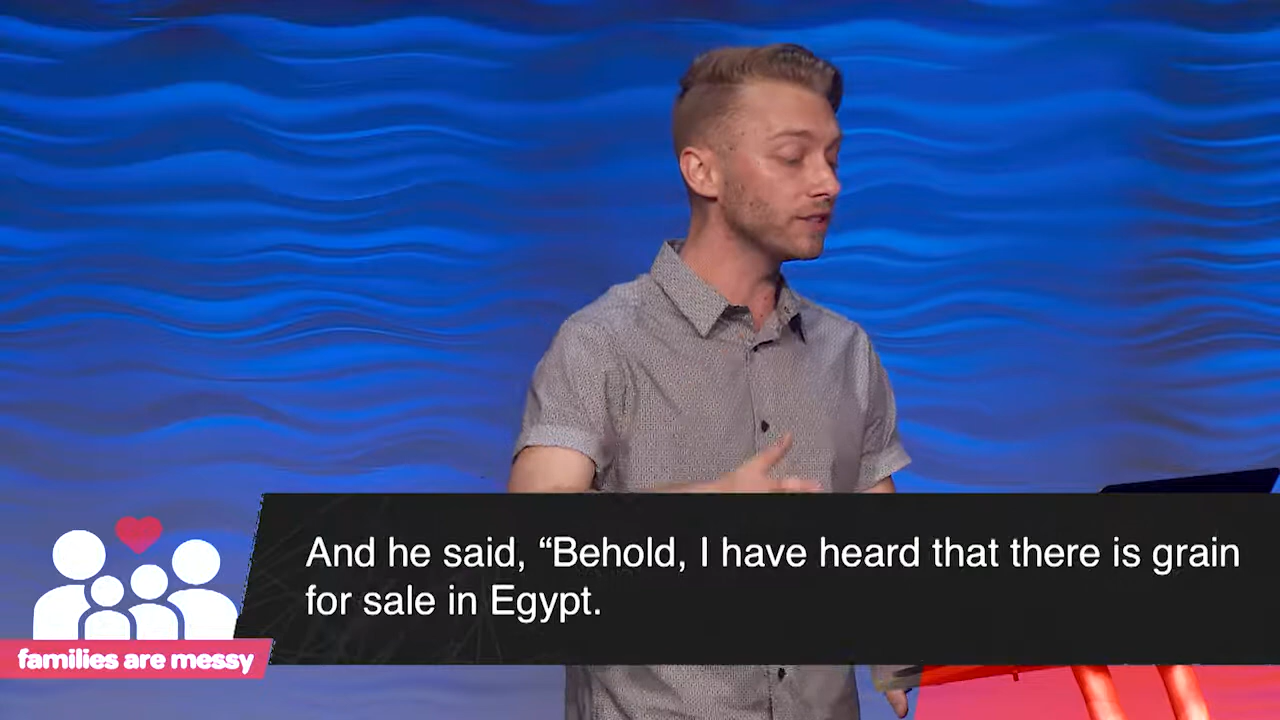 And he said, “Behold, I have heard that there is grain
for sale in Egypt.
families are messy